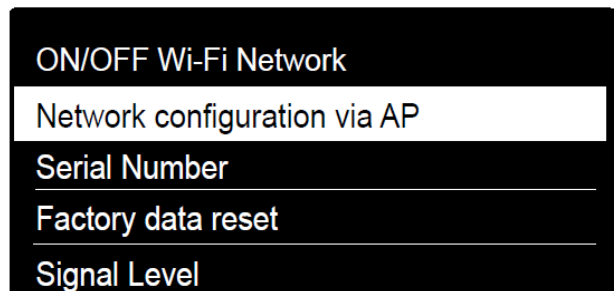 ON/OFF Wi-Fi Network
Network configuration via AP
Serial Number
Factory data reset
Signal Level